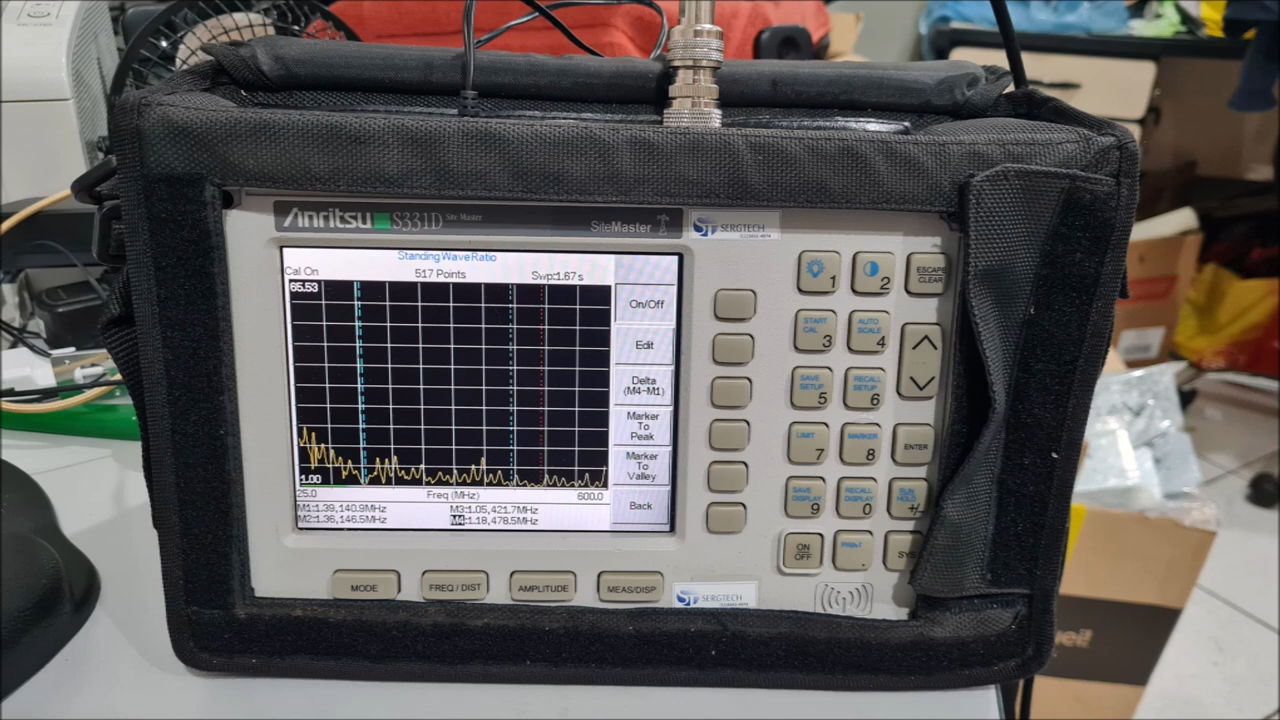 Anritsu S331D Site Master
SiteMaster
ST SERGTECH
Standing Wave Ratio
Cal On
517 Points
Swp:1.67 s
65.53
1.00
25.0
Freq (MHz)
600.0
M1:1.39,140.9MHz
M3:1.05,421.7MHz
M2:1.36,146.5MHz
M4:1.18,478.5MHz
On/Off
Edit
Delta
(M4-M1)
Marker
To
Peak
Marker
To
Valley
Back
1
2
ESCAPE
CLEAR
START
CAL 3
AUTO
SCALE 4
SAVE
SETUP 5
RECALL
SETUP 6
LIMIT
7
MARKER
8
ENTER
SAVE
DISPLAY
9
RECALL
DISPLAY
0
RUN
HOLD
+/-
ON
OFF
PRINT
.
SYS
MODE
FREQ / DIST
AMPLITUDE
MEAS/DISP
ST SERGTECH